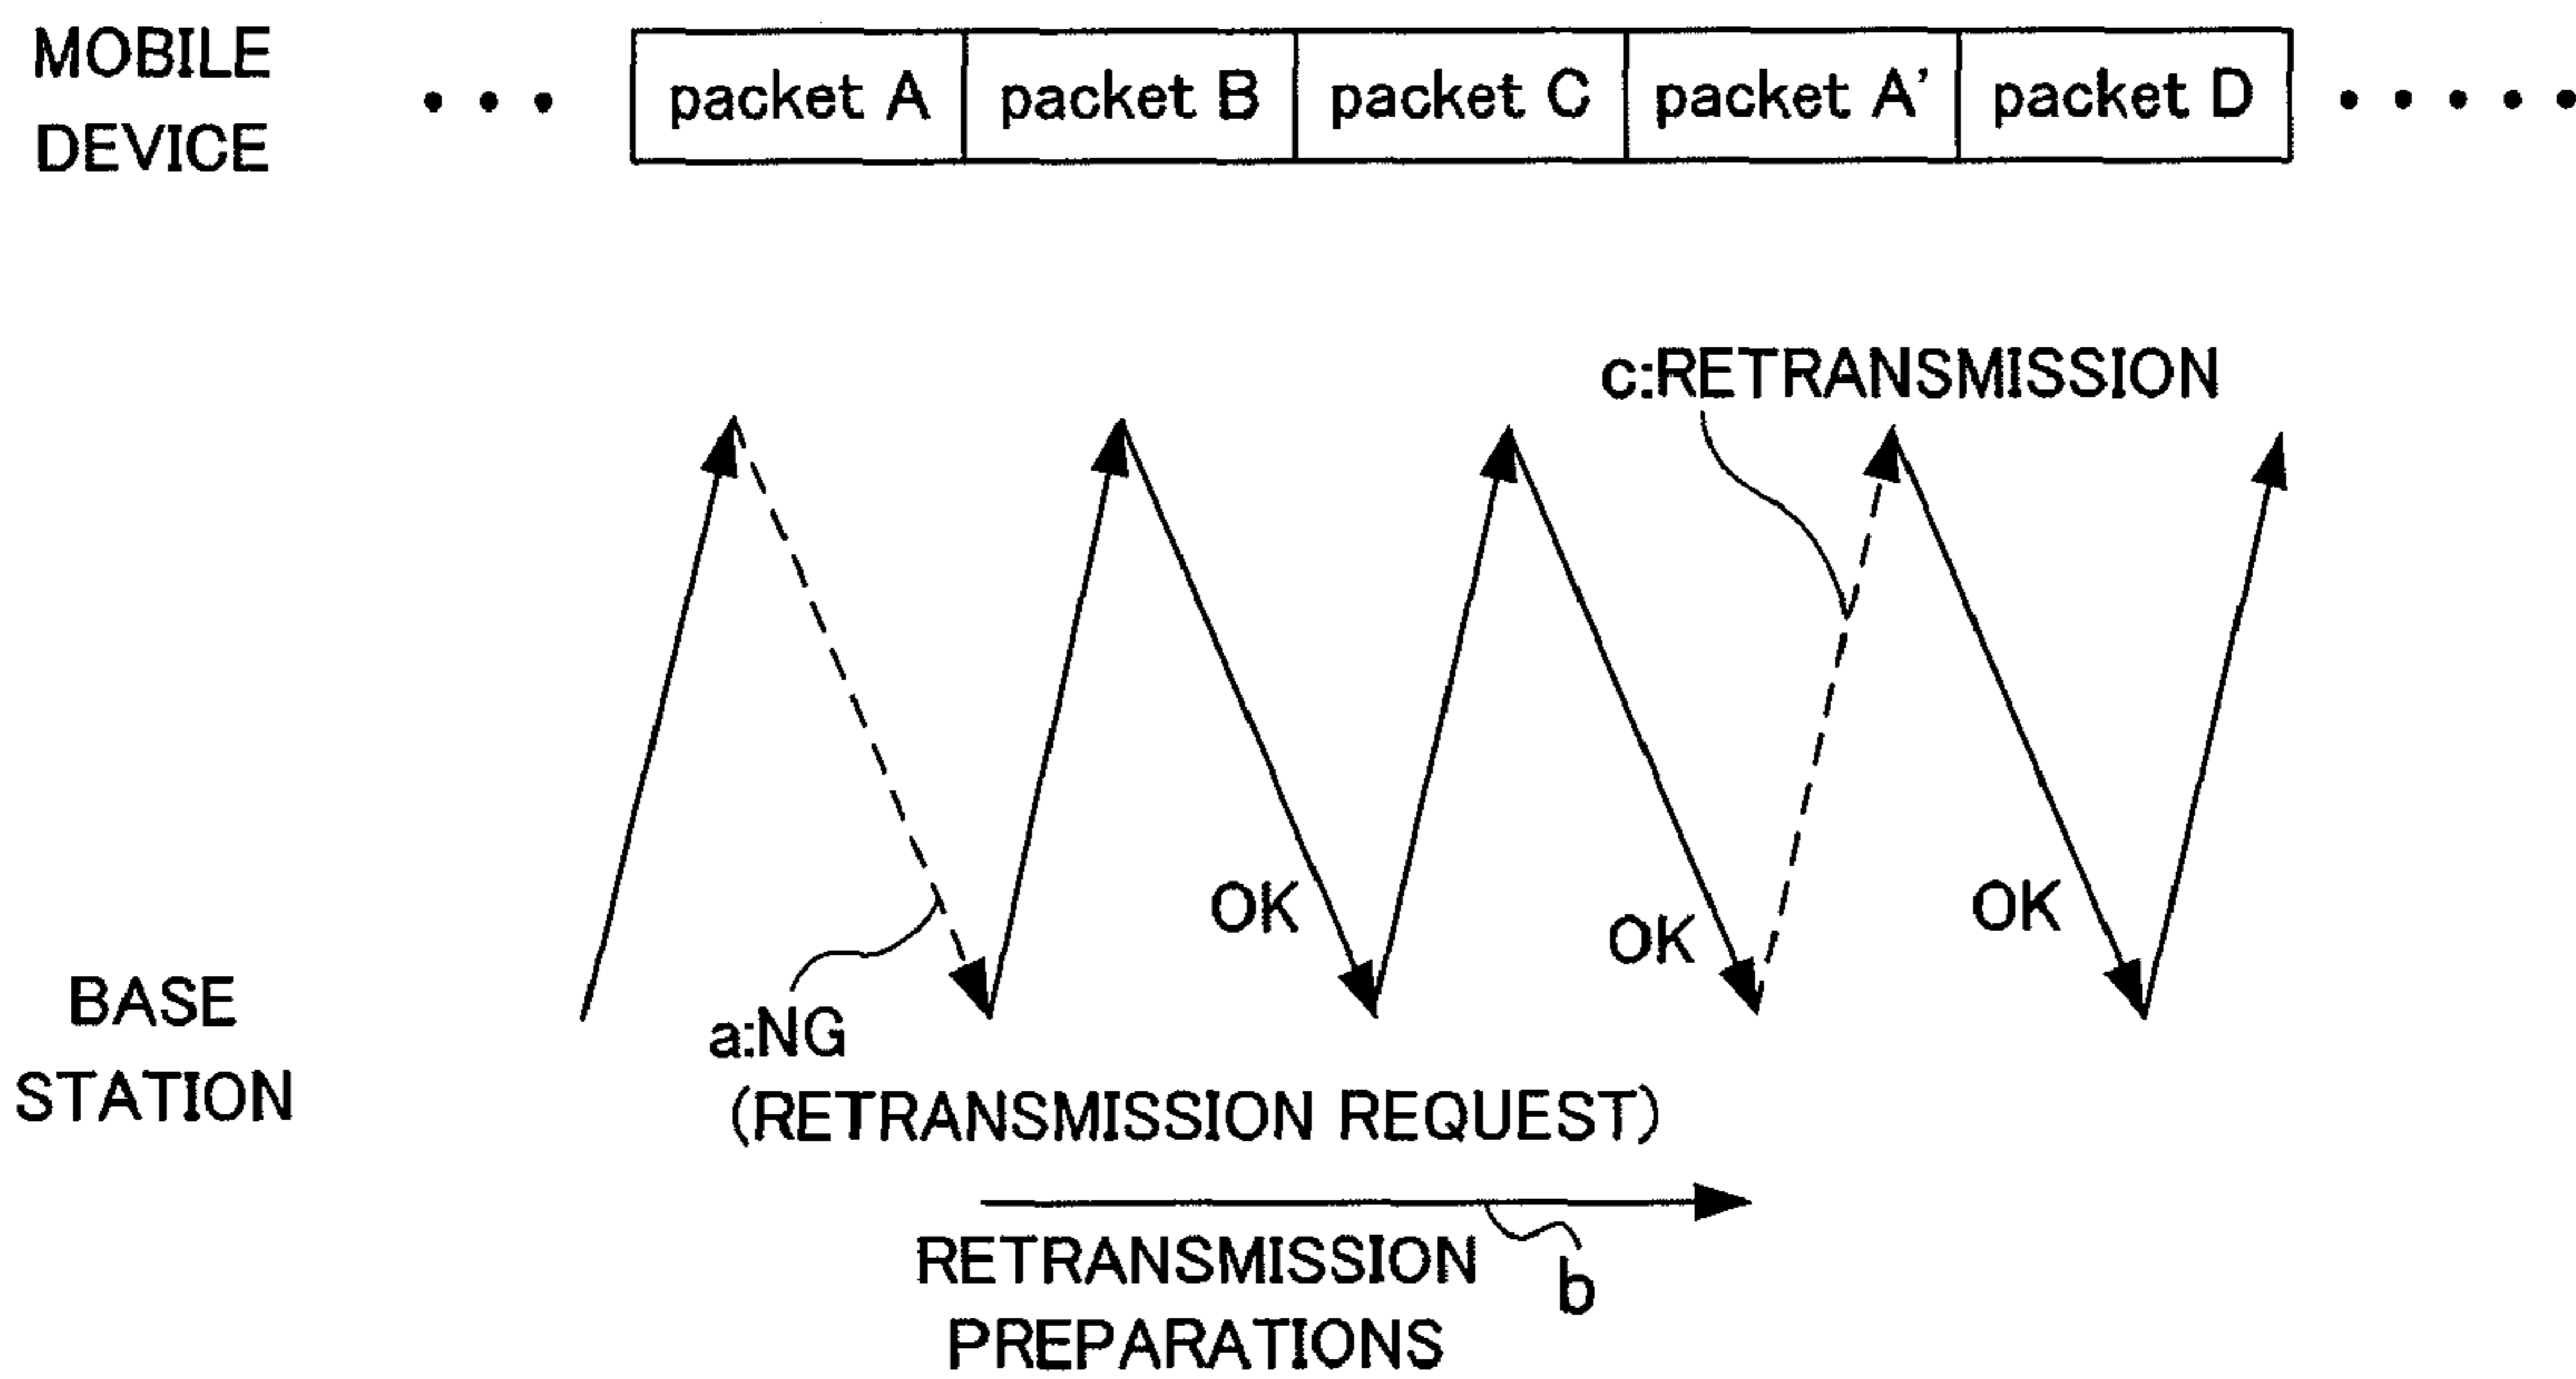 MOBILE
DEVICE
• • • packet A packet B packet C packet A' packet D • • • • •
c:RETRANSMISSION
OK OK OK
BASE
STATION
a:NG
(RETRANSMISSION REQUEST)
RETRANSMISSION
PREPARATIONS
b